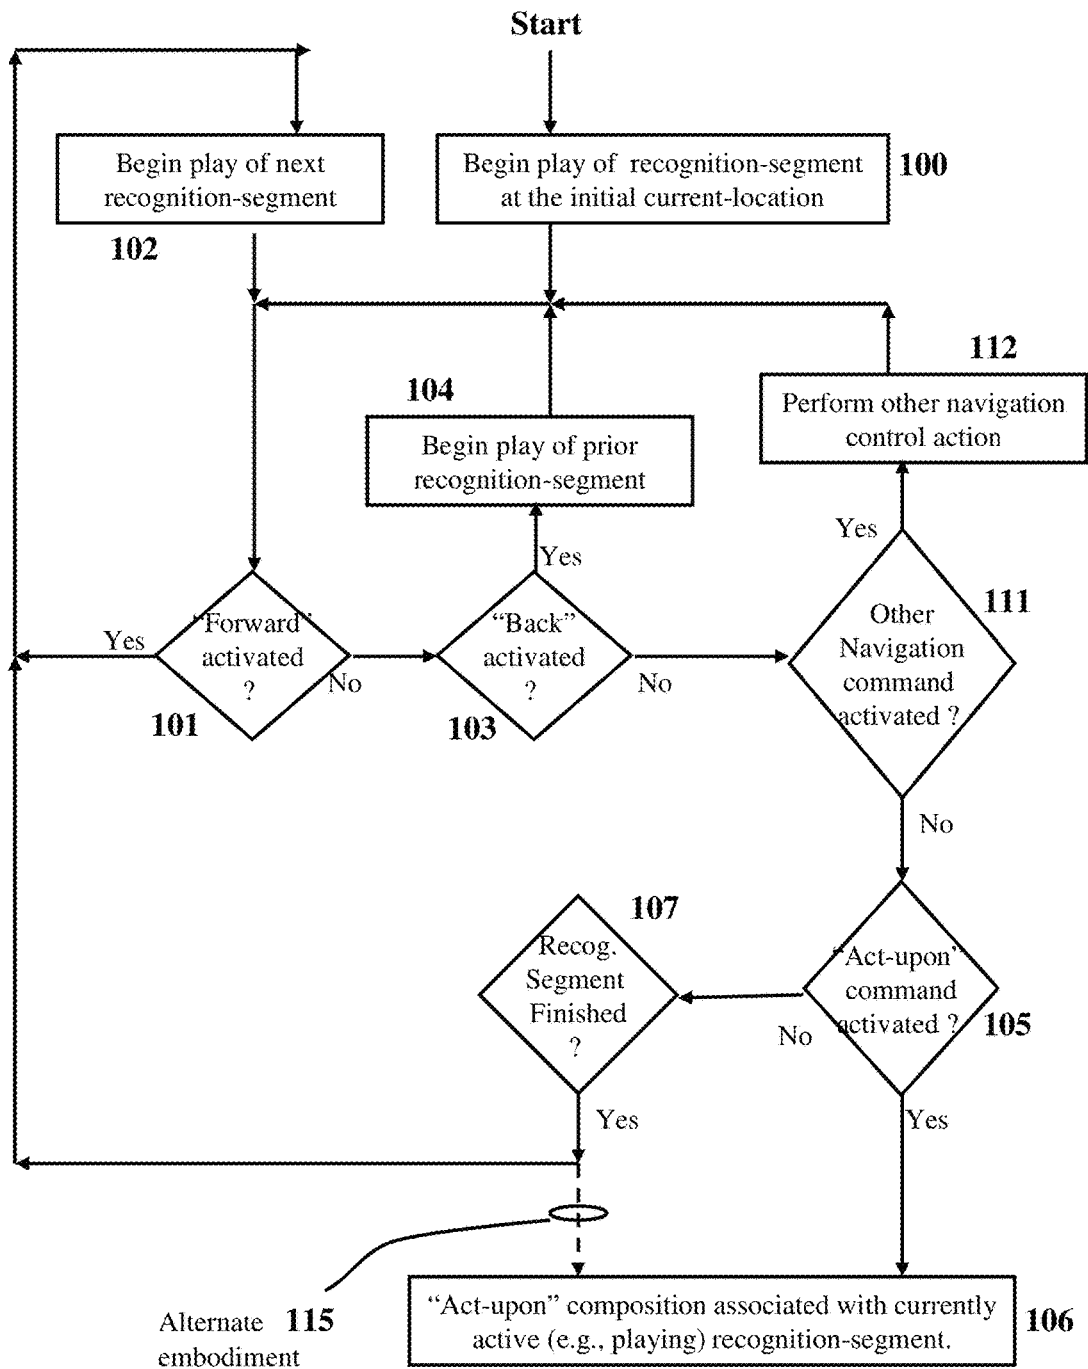 Start
Begin play of next
recognition-segment
102
Begin play of recognition-segment
at the initial current-location
100
112
Perform other navigation
control action
104
Begin play of prior
recognition-segment
Yes
Yes
"Forward"
activated
?
Yes
No
101
"Back"
activated
?
No
103
Other
Navigation
command
activated ?
111
No
107
Recog.
Segment
Finished
?
Yes
"Act-upon"
command
activated ?
105
No
Yes
Alternate 115
embodiment
"Act-upon" composition associated with currently
active (e.g., playing) recognition-segment.
106